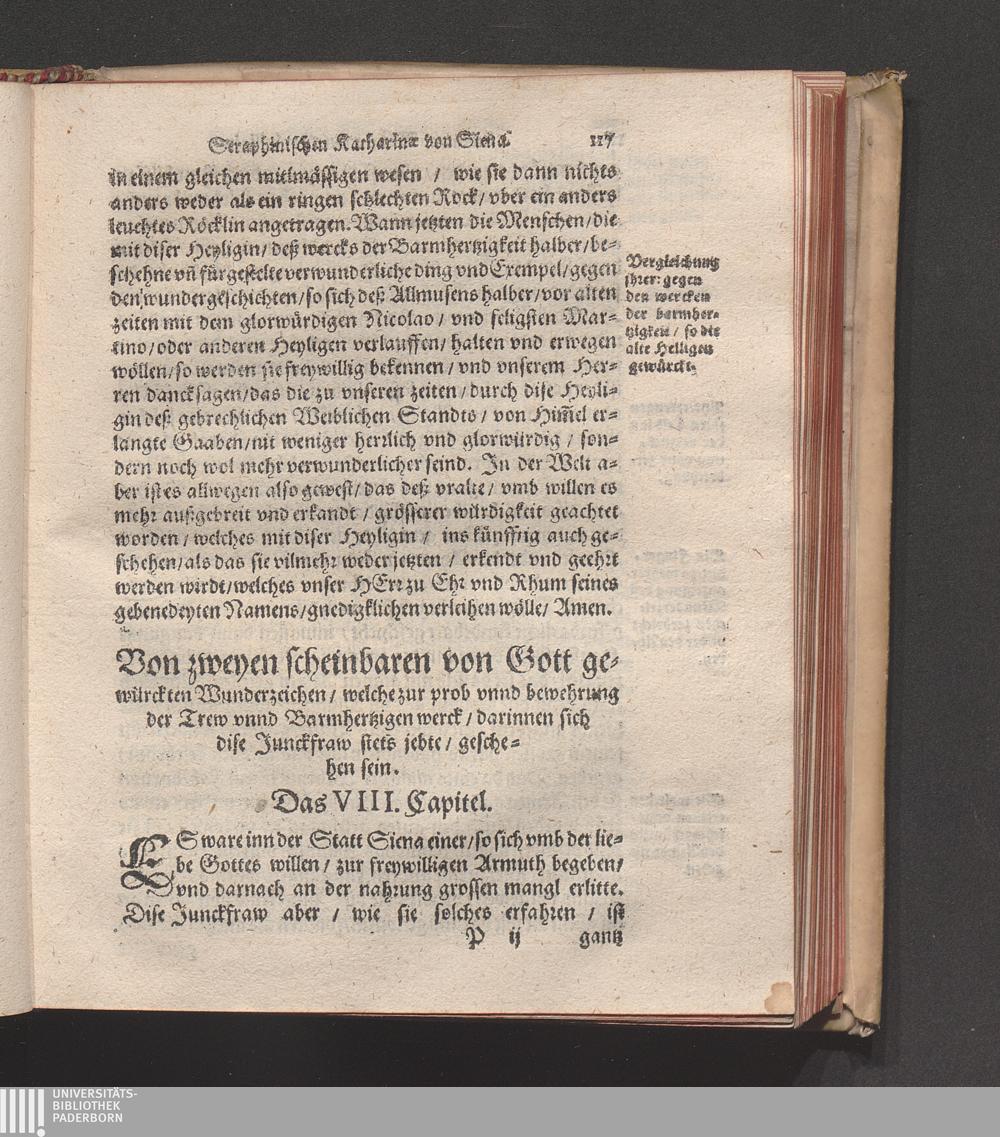 Seraphinischen Katharinæ von Siena. 117
in einem gleichen mitlmässigen wesen / wie sie dann nichts
anders weder als ein ringen schlechten Rock / vber ein anders
leuchtes Röcklin angetragen. Wann jetzten die Menschen / die
mit diser Heyligin / deß wercks der Barmhertzigkeit halber / be-
schehne vñ fürgestelte verwunderliche ding vnd Exempel / gegen
den wundergeschichten / so sich deß Allmusens halber / vor alten
zeiten mit dem glorwürdigen Nicolao / vnd seligsten Mar-
tino / oder anderen Heyligen verlauffen / halten vnd erwegen
wöllen / so werden sie freywillig bekennen / vnd vnserem Her-
ren danck sagen / das die zu vnseren zeiten / durch dise Heyli-
gin deß gebrechlichen Weiblichen Standts / von Him̃el er-
langte Gaaben / nit weniger herzlich vnd glorwürdig / son-
dern noch wol mehr verwunderlicher seind. In der Welt a-
ber ist es allwegen also gewest / das deß vralte / vmb willen es
mehr außgebreit vnd erkandt / grösserer würdigkeit geachtet
worden / welches mit diser Heyligin / ins künfftig auch ge-
schehen / als das sie vilmehr weder jetzten / erkendt vnd geehrt
werden wirdt / welches vnser HErr zu Ehr vnd Rhum seines
gebenedeyten Namens / gnedigklichen verleihen wölle / Amen.
Vergleichung
jhrer: gegen
den wercken
der barmher-
tzigkeit / so die
alte Heiligen
gewürckt.
Von zweyen scheinbaren von Gott ge-
würckten Wunderzeichen / welche zur prob vnnd bewehrung
der Trew vnnd Barmhertzigen werck / darinnen sich
dise Junckfraw stets jebte / gesche-
hen sein.
Das VIII. Capitel.
ES ware inn der Statt Siena einer / so sich vmb der lie-
be Gottes willen / zur freywilligen Armuth begeben /
vnd darnach an der nahrung grossen mangl erlitte.
Dise Junckfraw aber / wie sie solches erfahren / ist
P ij gantz
UNIVERSITÄTS-
BIBLIOTHEK
PADERBORN